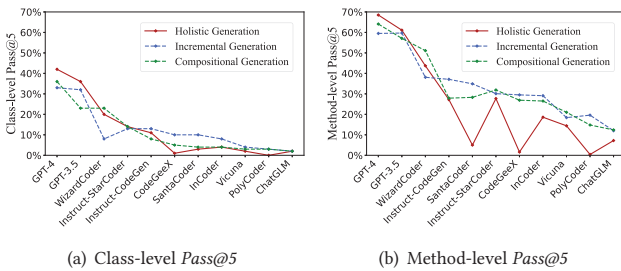 70%
60%
50%
40%
30%
20%
10%
0%
Class-level Pass@5
Holistic Generation
Incremental Generation
Compositional Generation
GPT-4
GPT-3.5
WizardCoder
Instruct-StarCoder
Instruct-CodeGen
CodeGeeX
SantaCoder
InCoder
Vicuna
PolyCoder
ChatGLM
(a) Class-level Pass@5
70%
60%
50%
40%
30%
20%
10%
0%
Method-level Pass@5
Holistic Generation
Incremental Generation
Compositional Generation
GPT-4
GPT-3.5
WizardCoder
Instruct-CodeGen
SantaCoder
Instruct-StarCoder
CodeGeeX
InCoder
Vicuna
PolyCoder
ChatGLM
(b) Method-level Pass@5